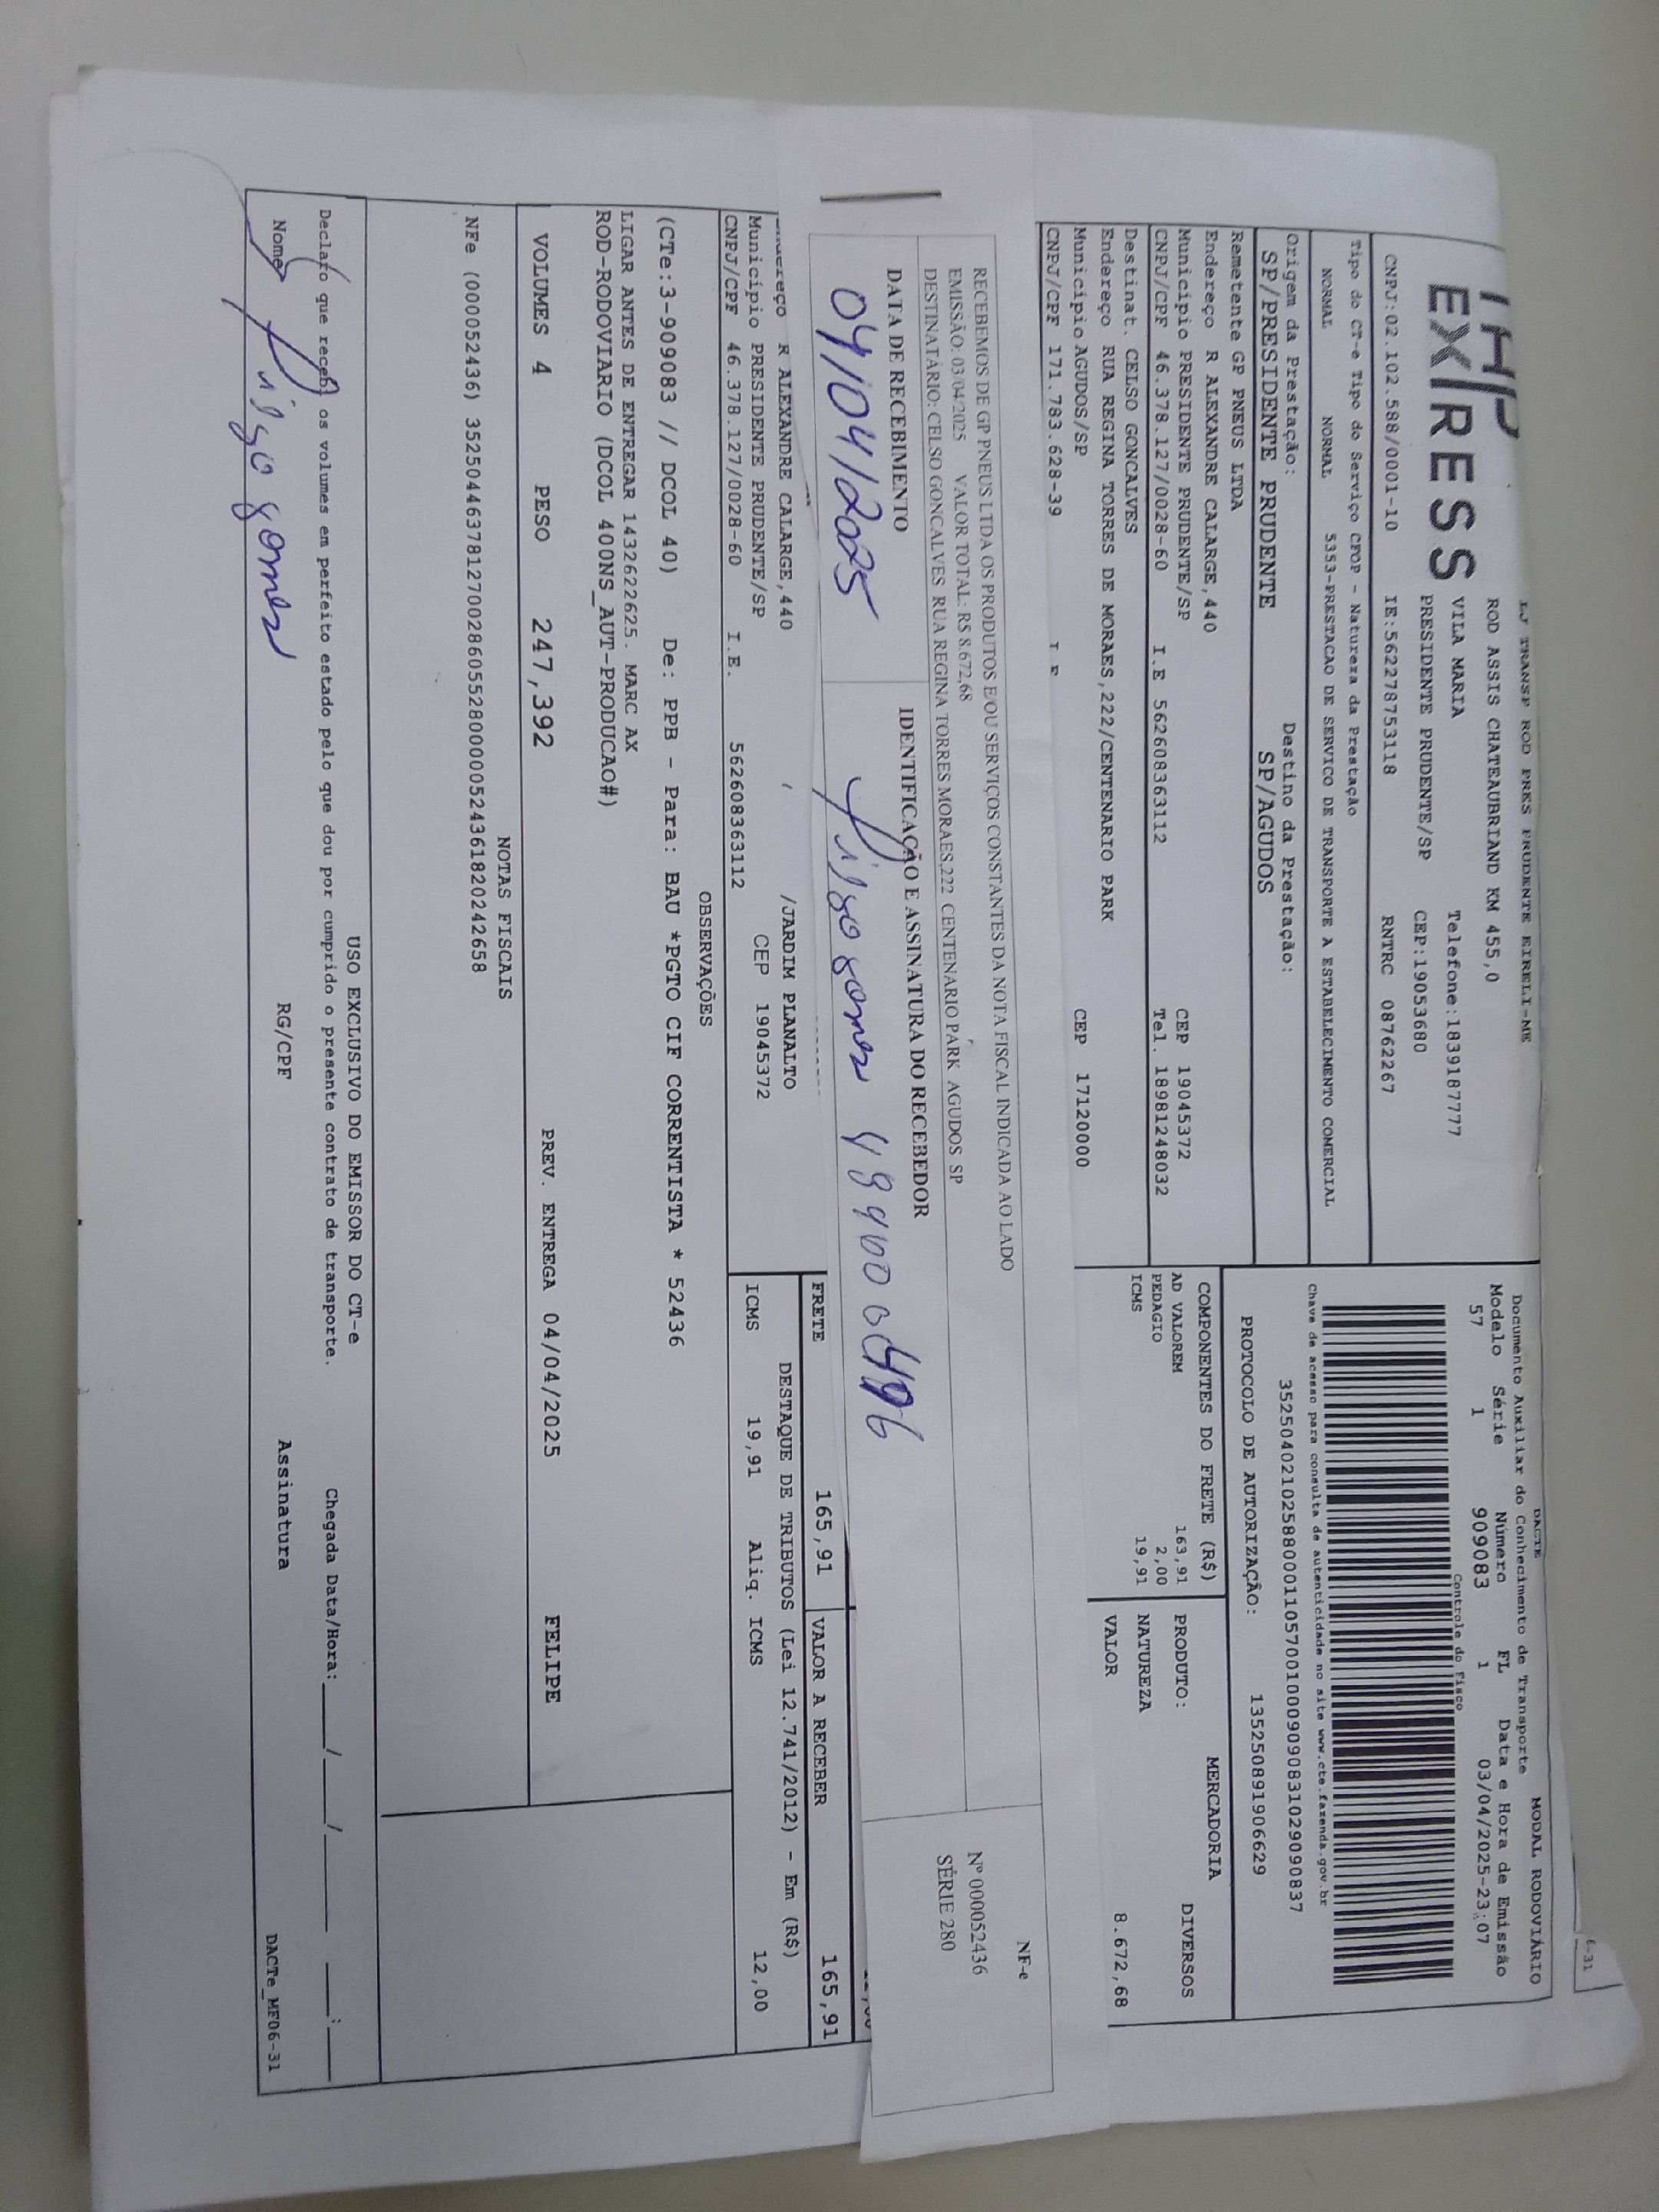 EXPRESS
LJ TRANSP ROD PRES PRUDENTE EIRELI-ME
ROD ASSIS CHATEAUBRIAND KM 455,0
VILA MARIA Telefone:1839187777
PRESIDENTE PRUDENTE/SP CEP:19053680
CNPJ:02.102.588/0001-10 IE:562278753118 RNTRC 08762267
Tipo do CT-e Tipo do Serviço CFOP - Natureza da Prestação
NORMAL NORMAL 5353-PRESTACAO DE SERVICO DE TRANSPORTE A ESTABELECIMENTO COMERCIAL
Origem da Prestação: Destino da Prestação:
SP/PRESIDENTE PRUDENTE SP/AGUDOS
Remetente GP PNEUS LTDA
Endereço R ALEXANDRE CALARGE,440
Município PRESIDENTE PRUDENTE/SP CEP 19045372
CNPJ/CPF 46.378.127/0028-60 I.E 562608363112 Tel. 18981248032
Destinat. CELSO GONCALVES
Endereço RUA REGINA TORRES DE MORAES,222/CENTENARIO PARK
Município AGUDOS/SP CEP 17120000
CNPJ/CPF 171.783.628-39
6-31
DACTE MODAL RODOVIÁRIO
Documento Auxiliar do Conhecimento de Transporte
Modelo Série Número FL Data e Hora de Emissão
57 1 909083 1 03/04/2025-23:07
Controle do Fisco
Chave de acesso para consulta de autenticidade no site www.cte.fazenda.gov.br
35250402102588000110570010009090831029090837
PROTOCOLO DE AUTORIZAÇÃO: 135250891906629
COMPONENTES DO FRETE (R$)
AD VALOREM 163,91
PEDAGIO 2,00
ICMS 19,91
MERCADORIA
PRODUTO: DIVERSOS
NATUREZA
VALOR 8.672,68
RECEBEMOS DE GP PNEUS LTDA OS PRODUTOS E/OU SERVIÇOS CONSTANTES DA NOTA FISCAL INDICADA AO LADO
EMISSÃO: 03/04/2025 VALOR TOTAL: R$ 8.672,68
DESTINATÁRIO: CELSO GONCALVES RUA REGINA TORRES MORAES,222 CENTENARIO PARK AGUDOS SP
DATA DE RECEBIMENTO IDENTIFICAÇÃO E ASSINATURA DO RECEBEDOR
04/04/2025 gomes
NF-e
Nº 000052436
SÉRIE 280
FRETE 165,91 VALOR A RECEBER 165,91
R ALEXANDRE CALARGE,440 / /JARDIM PLANALTO
Município PRESIDENTE PRUDENTE/SP CEP 19045372
CNPJ/CPF 46.378.127/0028-60 I.E. 562608363112
DESTAQUE DE TRIBUTOS (Lei 12.741/2012) - Em (R$)
ICMS 19,91 Aliq. ICMS 12,00
OBSERVAÇÕES
(CTe:3-909083 // DCOL 40) De: PPB - Para: BAU *PGTO CIF CORRENTISTA * 52436
LIGAR ANTES DE ENTREGAR 1432622625. MARC AX
ROD-RODOVIARIO (DCOL 400NS_AUT-PRODUCAO#)
VOLUMES 4 PESO 247,392 PREV. ENTREGA 04/04/2025 FELIPE
NOTAS FISCAIS
NFe (000052436) 35250446378127002860552800000524361820242658
USO EXCLUSIVO DO EMISSOR DO CT-e
Declaro que recebi os volumes em perfeito estado pelo que dou por cumprido o presente contrato de transporte. Chegada Data/Hora:___/___/___ ___:___
Nome gomes RG/CPF Assinatura
DACTe_MF06-31